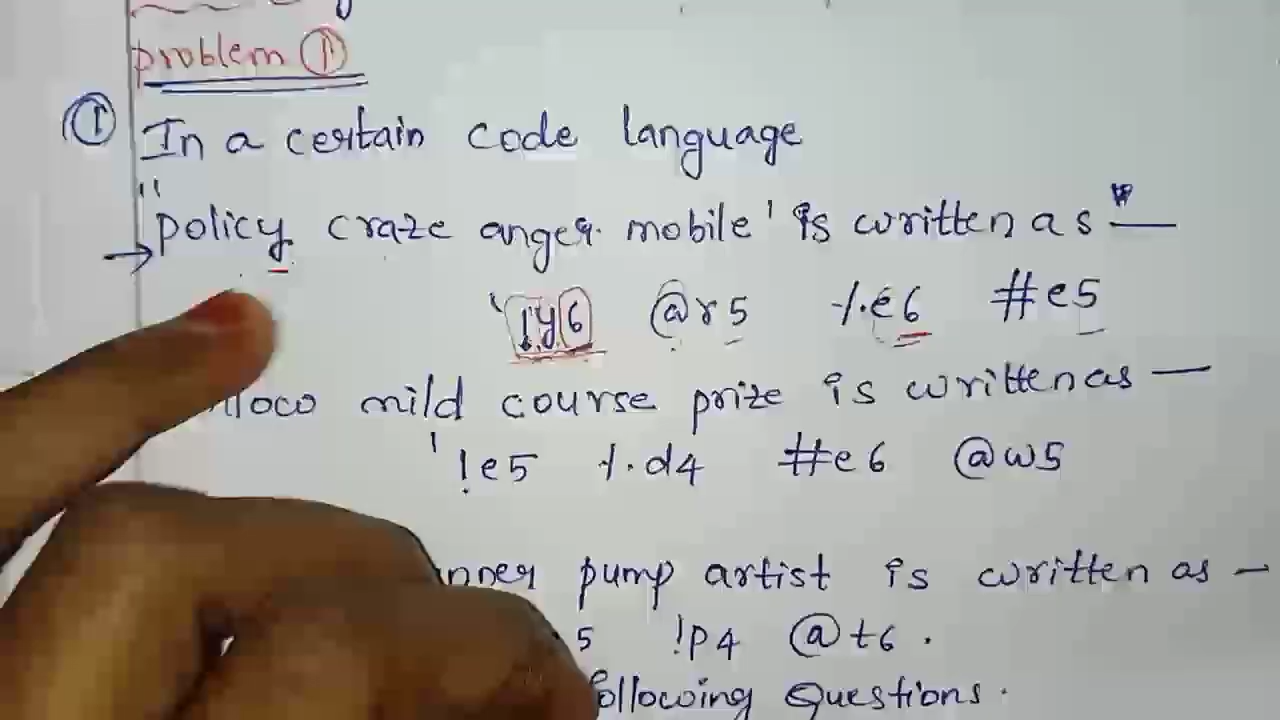 problem ①
① In a certain code language
"policy craze anger mobile' is written as —
'!y6 @r5 %e6 #e5
mild course prize is written as —
'!e5 %d4 #e6 @w5
pump artist is written as —
5 !p4 @t6 .
following Questions.